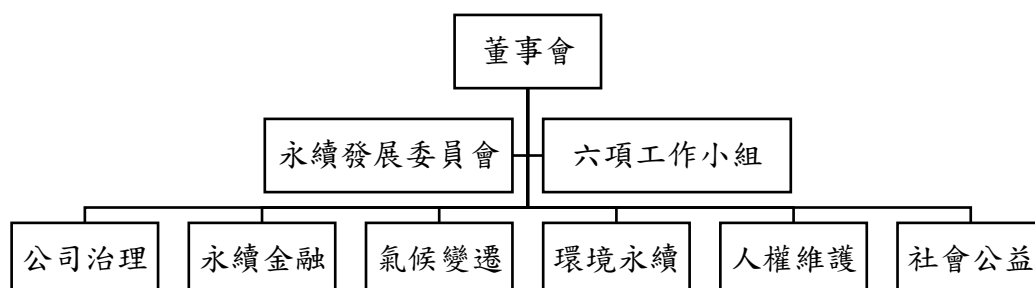 董事會
永續發展委員會
六項工作小組
公司治理
永續金融
氣候變遷
環境永續
人權維護
社會公益